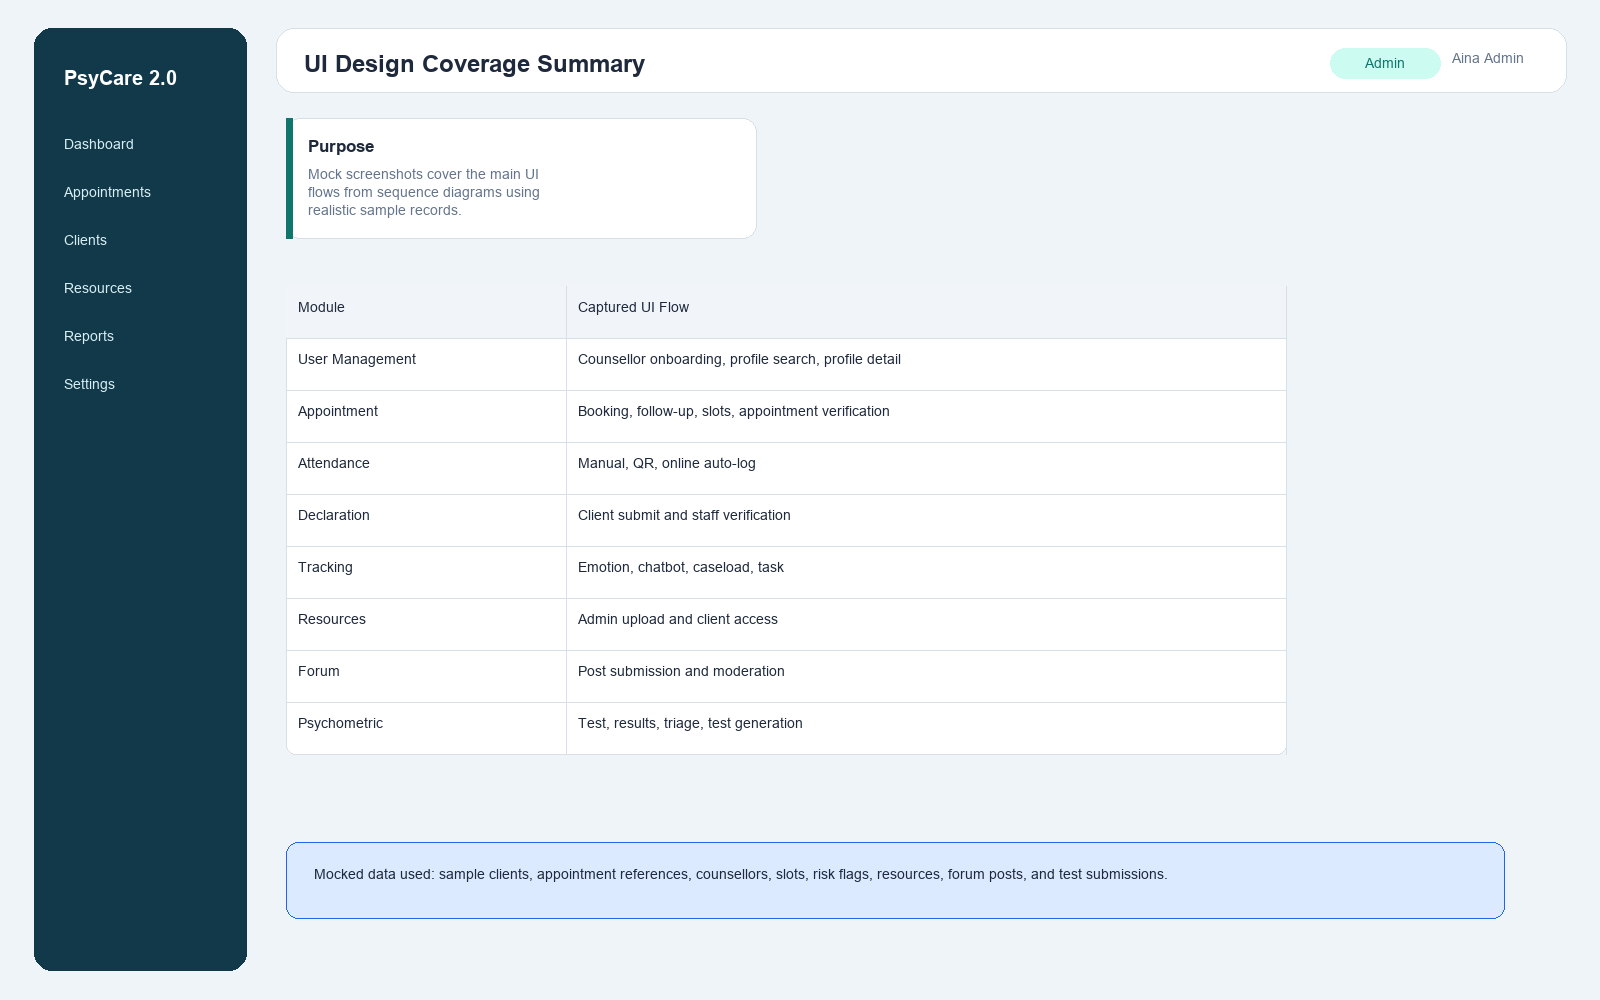 PsyCare 2.0
Dashboard
Appointments
Clients
Resources
Reports
Settings
UI Design Coverage Summary
Admin
Aina Admin
Purpose
Mock screenshots cover the main UI
flows from sequence diagrams using
realistic sample records.
Module Captured UI Flow
User Management Counsellor onboarding, profile search, profile detail
Appointment Booking, follow-up, slots, appointment verification
Attendance Manual, QR, online auto-log
Declaration Client submit and staff verification
Tracking Emotion, chatbot, caseload, task
Resources Admin upload and client access
Forum Post submission and moderation
Psychometric Test, results, triage, test generation
Mocked data used: sample clients, appointment references, counsellors, slots, risk flags, resources, forum posts, and test submissions.